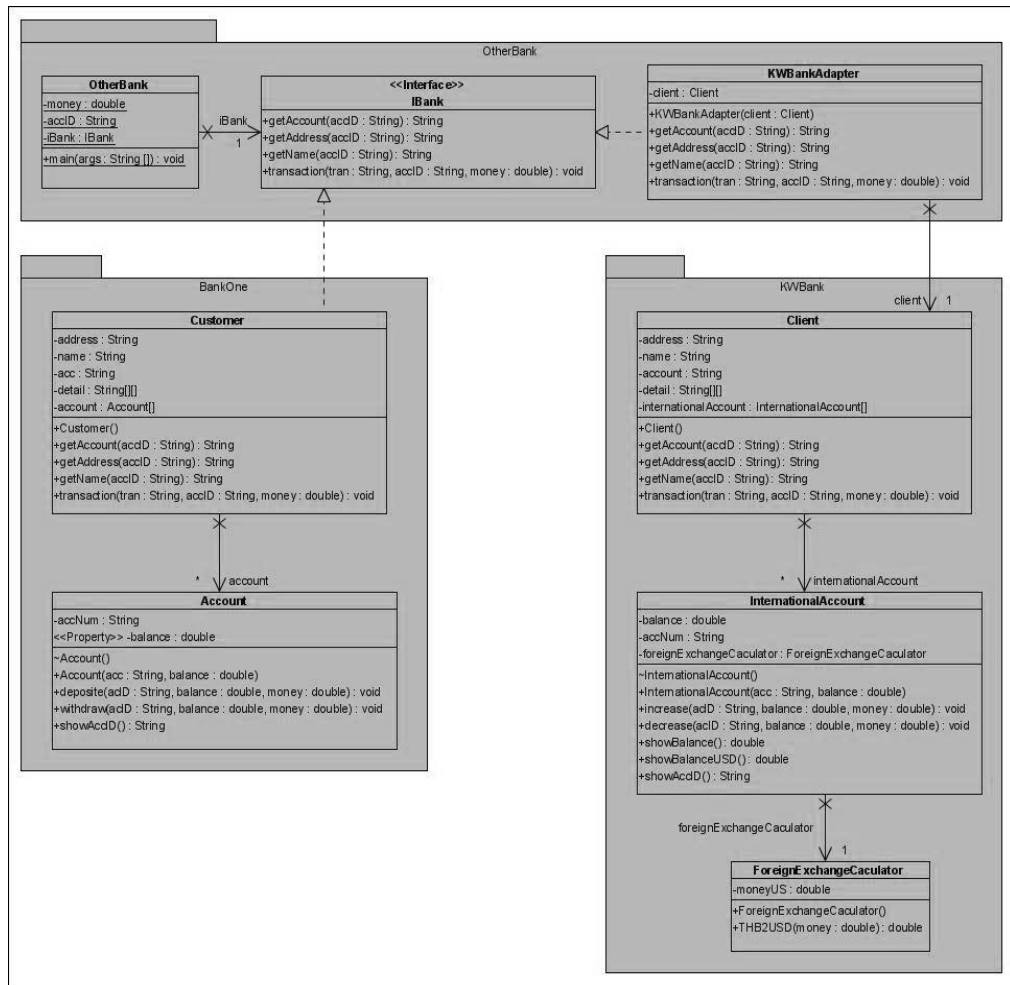 OtherBank
OtherBank
-money : double
-accID : String
-iBank : IBank
+main(args : String []) : void
iBank
1
<<Interface>>
IBank
+getAccount(accID : String) : String
+getAddress(accID : String) : String
+getName(accID : String) : String
+transaction(tran : String, accID : String, money : double) : void
KWBankAdapter
-client : Client
+KWBankAdapter(client : Client)
+getAccount(accID : String) : String
+getAddress(accID : String) : String
+getName(accID : String) : String
+transaction(tran : String, accID : String, money : double) : void
BankOne
Customer
-address : String
-name : String
-acc : String
-detail : String[][]
-account : Account[]
+Customer()
+getAccount(accID : String) : String
+getAddress(accID : String) : String
+getName(accID : String) : String
+transaction(tran : String, accID : String, money : double) : void
* account
Account
-accNum : String
<<Property>> -balance : double
~Account()
+Account(acc : String, balance : double)
+deposite(acID : String, balance : double, money : double) : void
+withdraw(acID : String, balance : double, money : double) : void
+showAccID() : String
KWBank
client 1
Client
-address : String
-name : String
-account : String
-detail : String[][]
-internationalAccount : InternationalAccount[]
+Client()
+getAccount(accID : String) : String
+getAddress(accID : String) : String
+getName(accID : String) : String
+transaction(tran : String, accID : String, money : double) : void
* internationalAccount
InternationalAccount
-balance : double
-accNum : String
-foreignExchangeCaculator : ForeignExchangeCaculator
~InternationalAccount()
+InternationalAccount(acc : String, balance : double)
+increase(acID : String, balance : double, money : double) : void
+decrease(acID : String, balance : double, money : double) : void
+showBalance() : double
+showBalanceUSD() : double
+showAccID() : String
foreignExchangeCaculator
1
ForeignExchangeCaculator
-moneyUS : double
+ForeignExchangeCaculator()
+THB2USD(money : double) : double